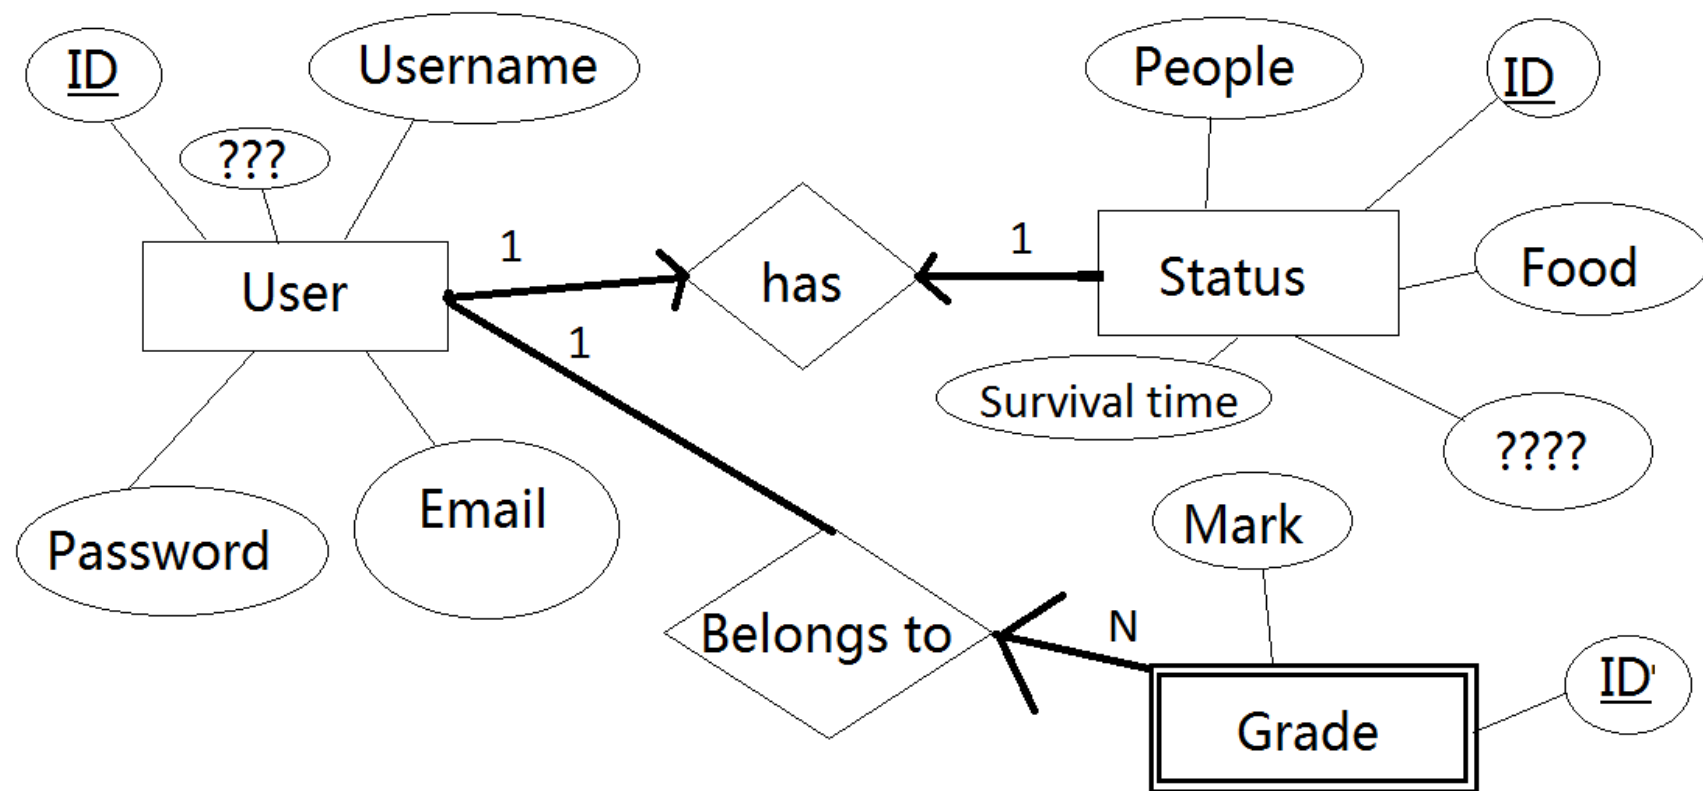 ID
Username
???
People
ID
User
1
has
1
Status
Food
1
Survival time
????
Password
Email
Mark
Belongs to
N
Grade
ID'